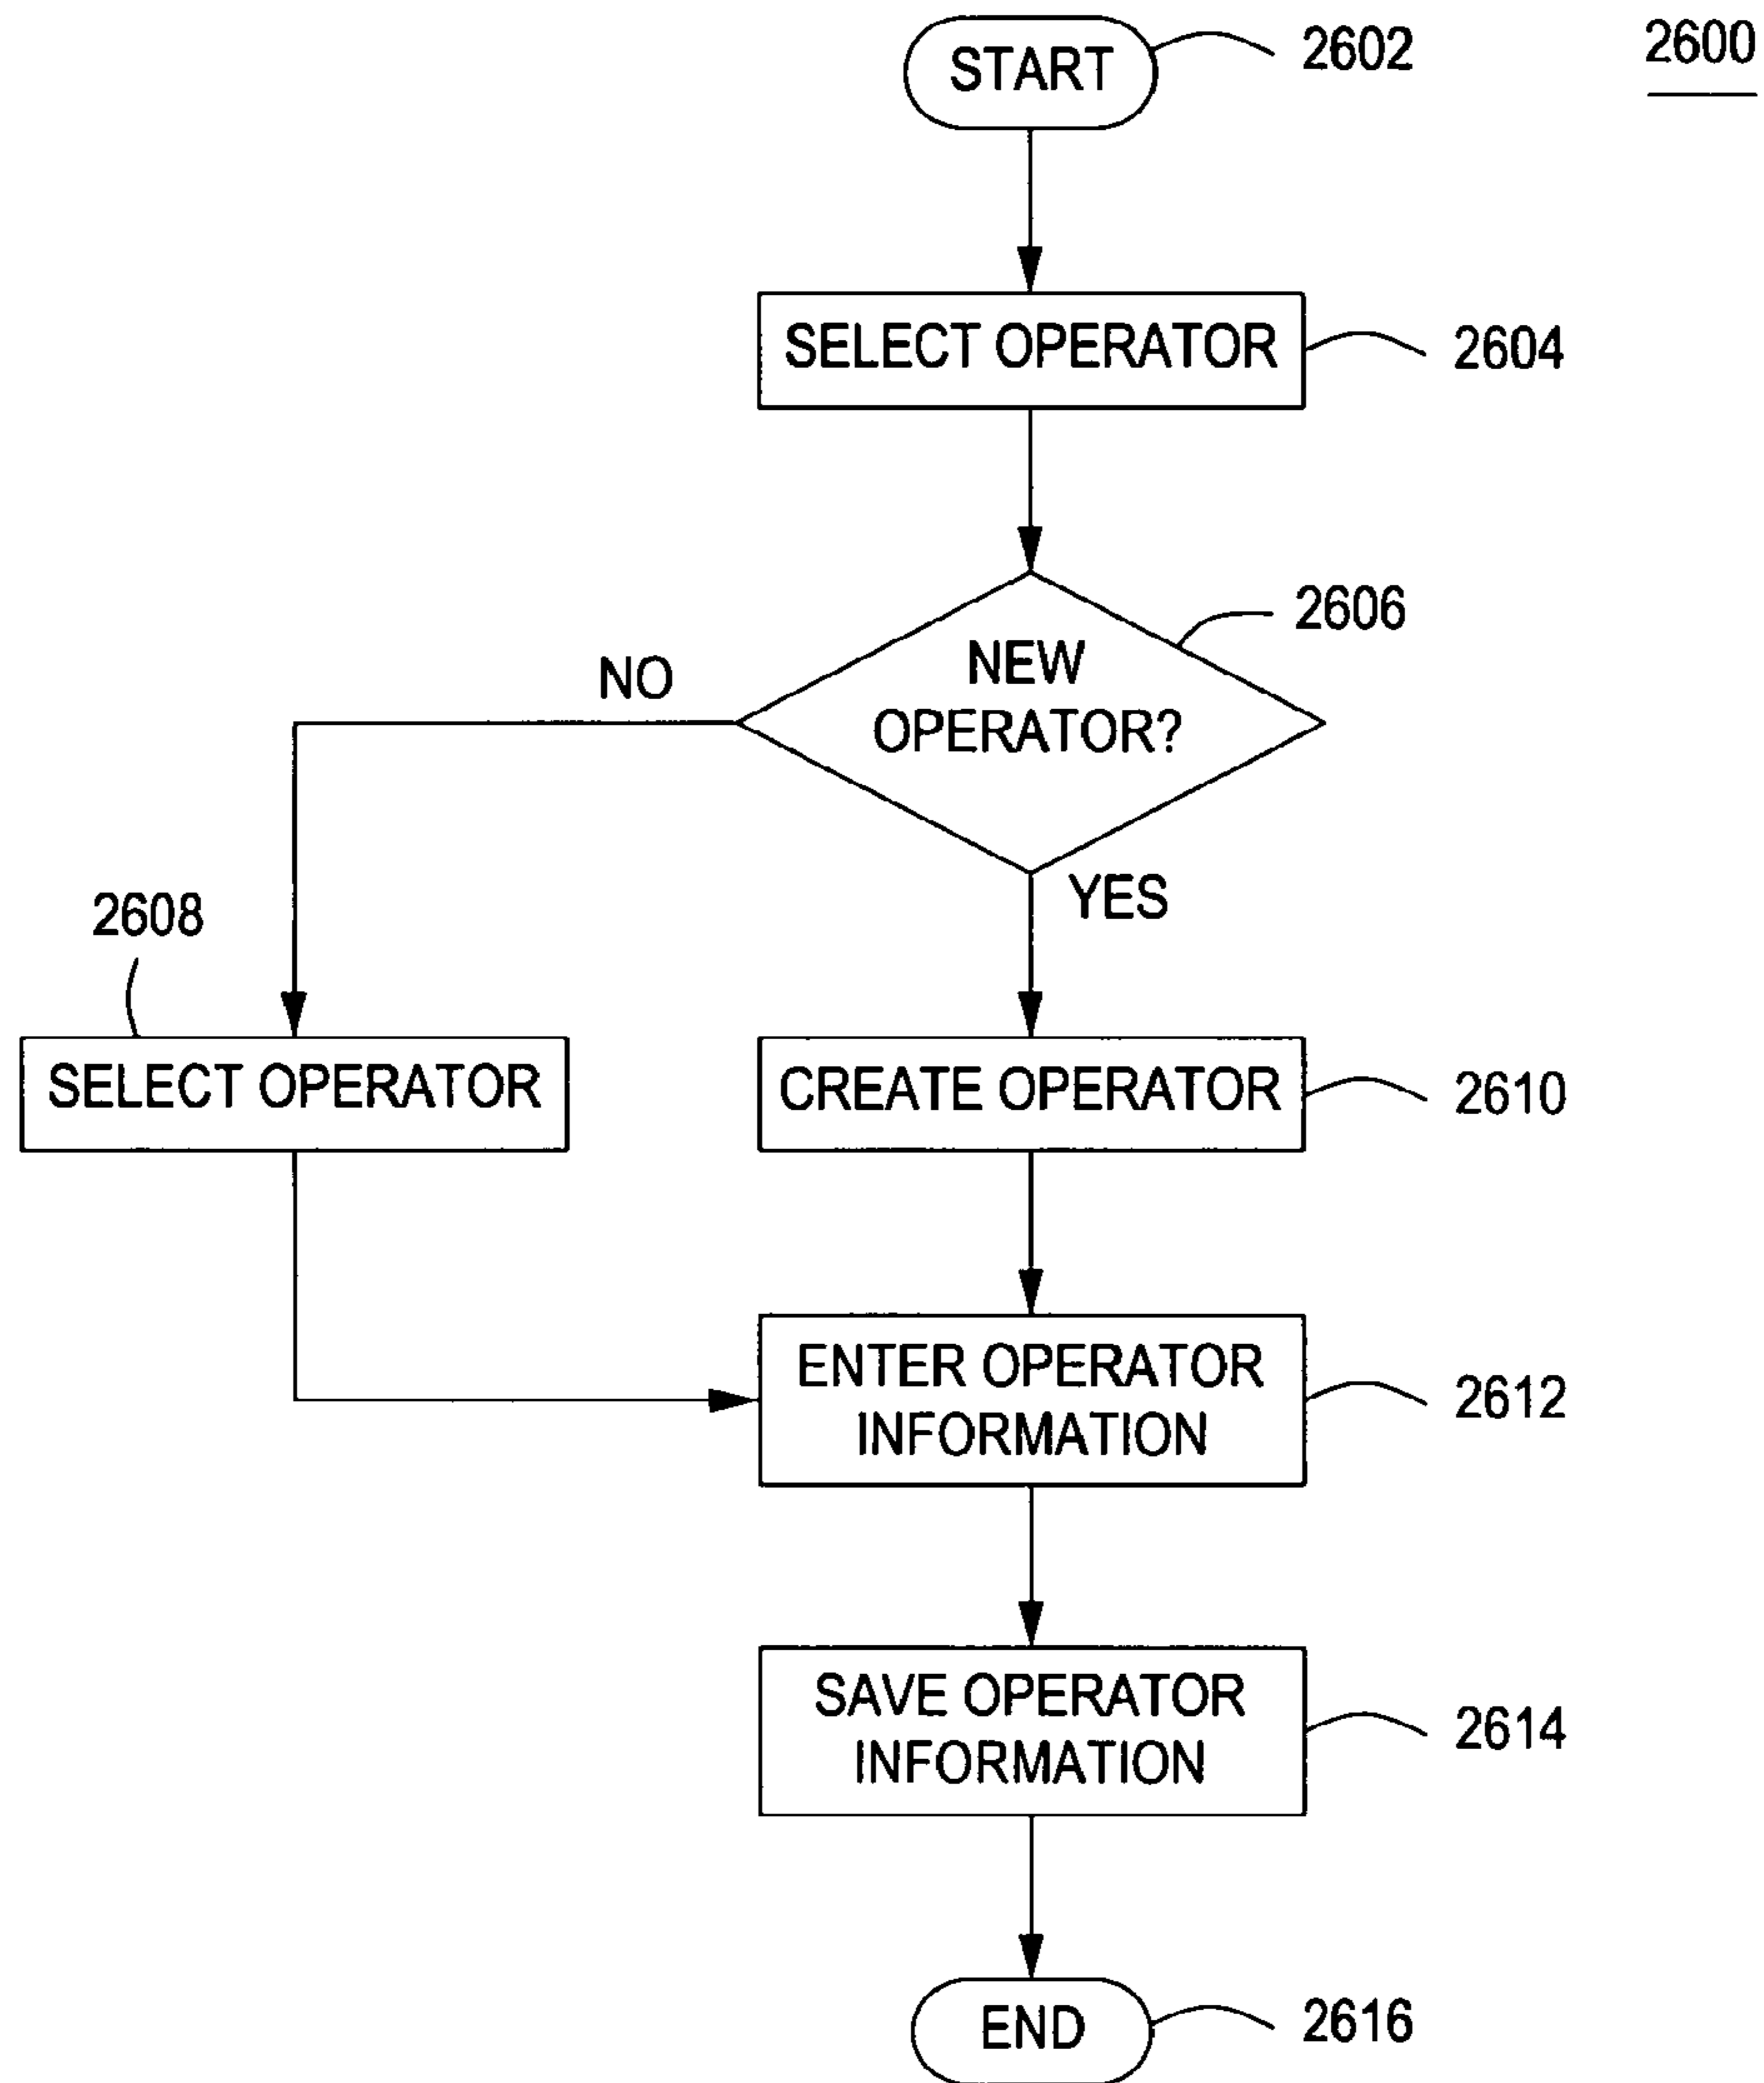 START
2602
2600
SELECT OPERATOR
2604
2606
NEW
OPERATOR?
NO
YES
2608
SELECT OPERATOR
CREATE OPERATOR
2610
ENTER OPERATOR
INFORMATION
2612
SAVE OPERATOR
INFORMATION
2614
END
2616